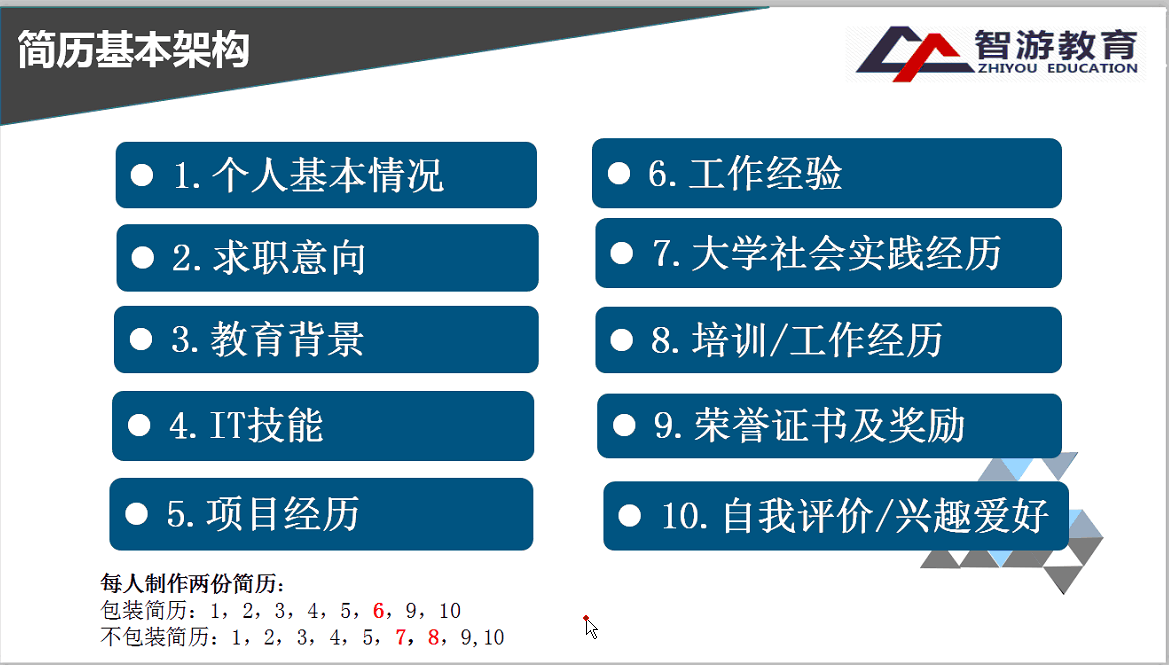 简历基本架构
智游教育
ZHIYOU EDUCATION
1.个人基本情况
2.求职意向
3.教育背景
4.IT技能
5.项目经历
6.工作经验
7.大学社会实践经历
8.培训/工作经历
9.荣誉证书及奖励
10.自我评价/兴趣爱好
每人制作两份简历：
包装简历：1，2，3，4，5，6，9，10
不包装简历：1，2，3，4，5，7，8，9,10